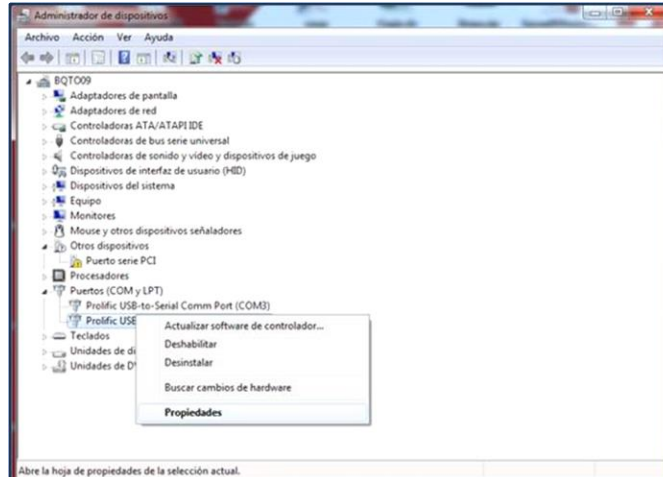 Administrador de dispositivos
Archivo Acción Ver Ayuda
BQTO09
Adaptadores de pantalla
Adaptadores de red
Controladoras ATA/ATAPI IDE
Controladoras de bus serie universal
Controladoras de sonido y vídeo y dispositivos de juego
Dispositivos de interfaz de usuario (HID)
Dispositivos del sistema
Equipo
Monitores
Mouse y otros dispositivos señaladores
Otros dispositivos
Puerto serie PCI
Procesadores
Puertos (COM y LPT)
Prolific USB-to-Serial Comm Port (COM3)
Prolific USB
Teclados
Unidades de di
Unidades de D
Actualizar software de controlador...
Deshabilitar
Desinstalar
Buscar cambios de hardware
Propiedades
Abre la hoja de propiedades de la selección actual.